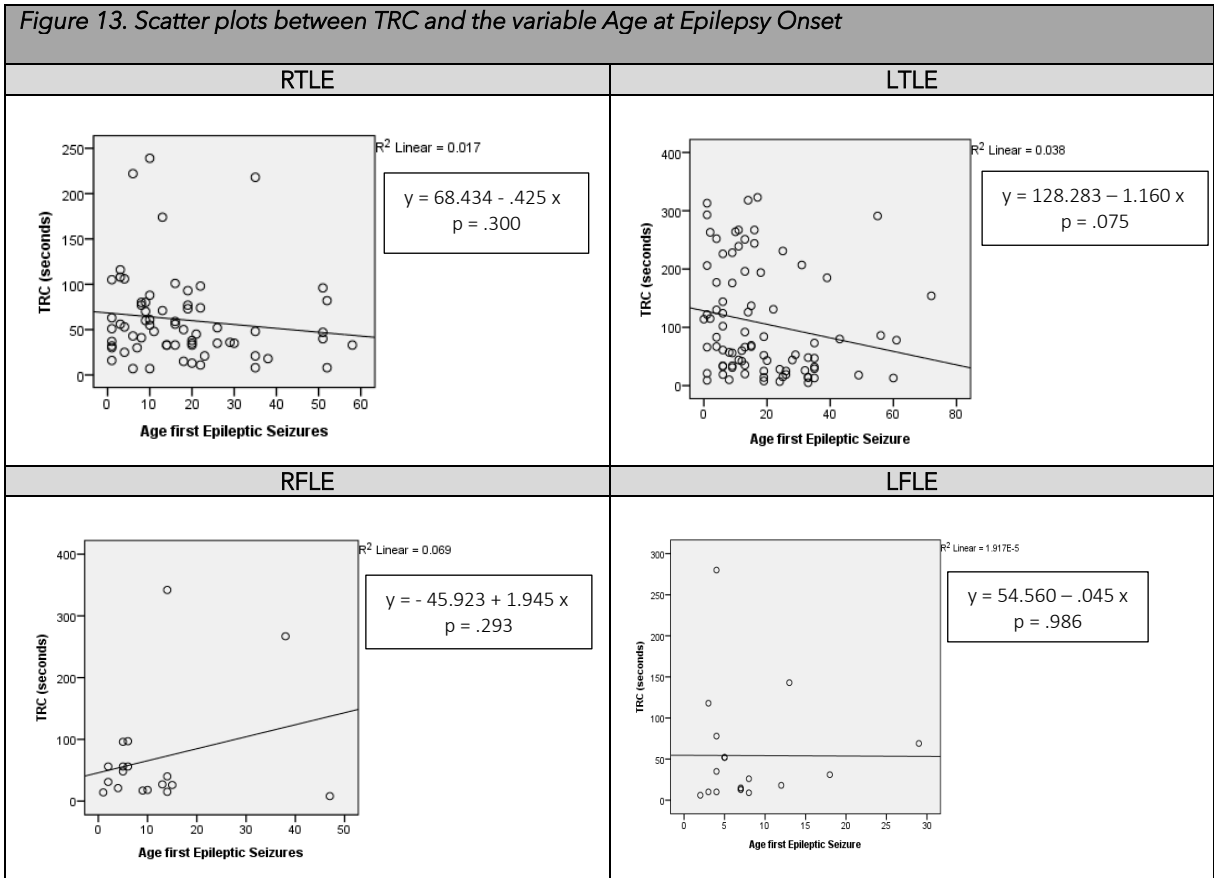 Figure 13. Scatter plots between TRC and the variable Age at Epilepsy Onset
RTLE
LTLE
R2 Linear = 0.017
y = 68.434 - .425 x
p = .300
TRC (seconds)
250
200
150
100
50
0
0 10 20 30 40 50 60
Age first Epileptic Seizures
R2 Linear = 0.038
y = 128.283 – 1.160 x
p = .075
TRC (seconds)
400
300
200
100
0
0 20 40 60 80
Age first Epileptic Seizure
RFLE
LFLE
R2 Linear = 0.069
y = - 45.923 + 1.945 x
p = .293
TRC (seconds)
400
300
200
100
0
0 10 20 30 40 50
Age first Epileptic Seizures
R2 Linear = 1.917E-5
y = 54.560 – .045 x
p = .986
TRC (seconds)
300
250
200
150
100
50
0
0 5 10 15 20 25 30
Age first Epileptic Seizure